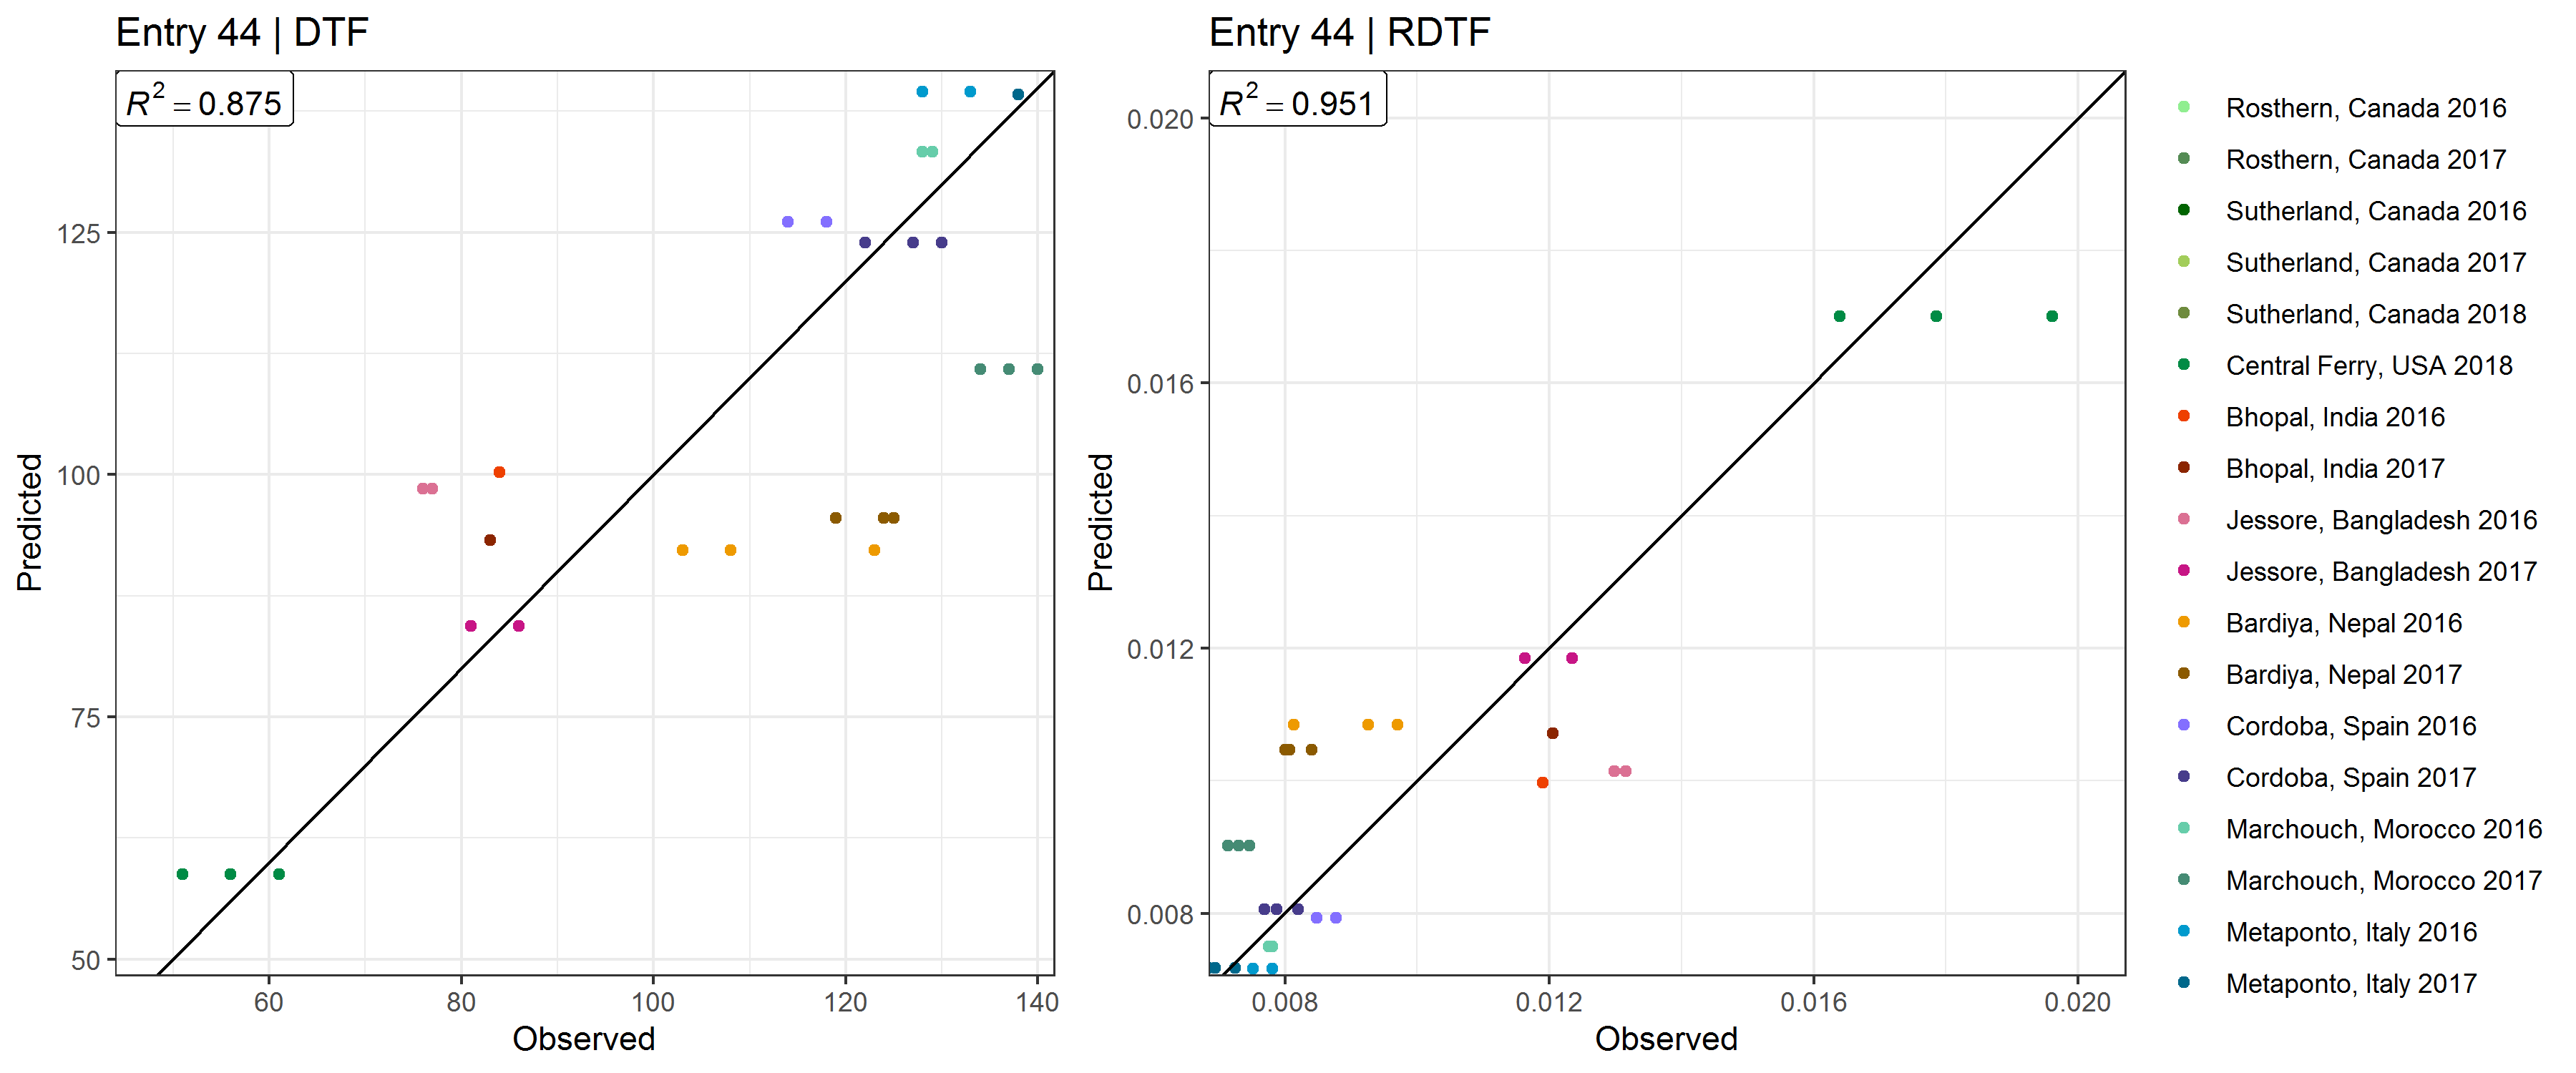 Entry 44 | DTF
R² = 0.875
125
100
75
50
Predicted
60 80 100 120 140
Observed
Entry 44 | RDTF
R² = 0.951
0.020
0.016
0.012
0.008
Predicted
0.008 0.012 0.016 0.020
Observed
Rosthern, Canada 2016
Rosthern, Canada 2017
Sutherland, Canada 2016
Sutherland, Canada 2017
Sutherland, Canada 2018
Central Ferry, USA 2018
Bhopal, India 2016
Bhopal, India 2017
Jessore, Bangladesh 2016
Jessore, Bangladesh 2017
Bardiya, Nepal 2016
Bardiya, Nepal 2017
Cordoba, Spain 2016
Cordoba, Spain 2017
Marchouch, Morocco 2016
Marchouch, Morocco 2017
Metaponto, Italy 2016
Metaponto, Italy 2017